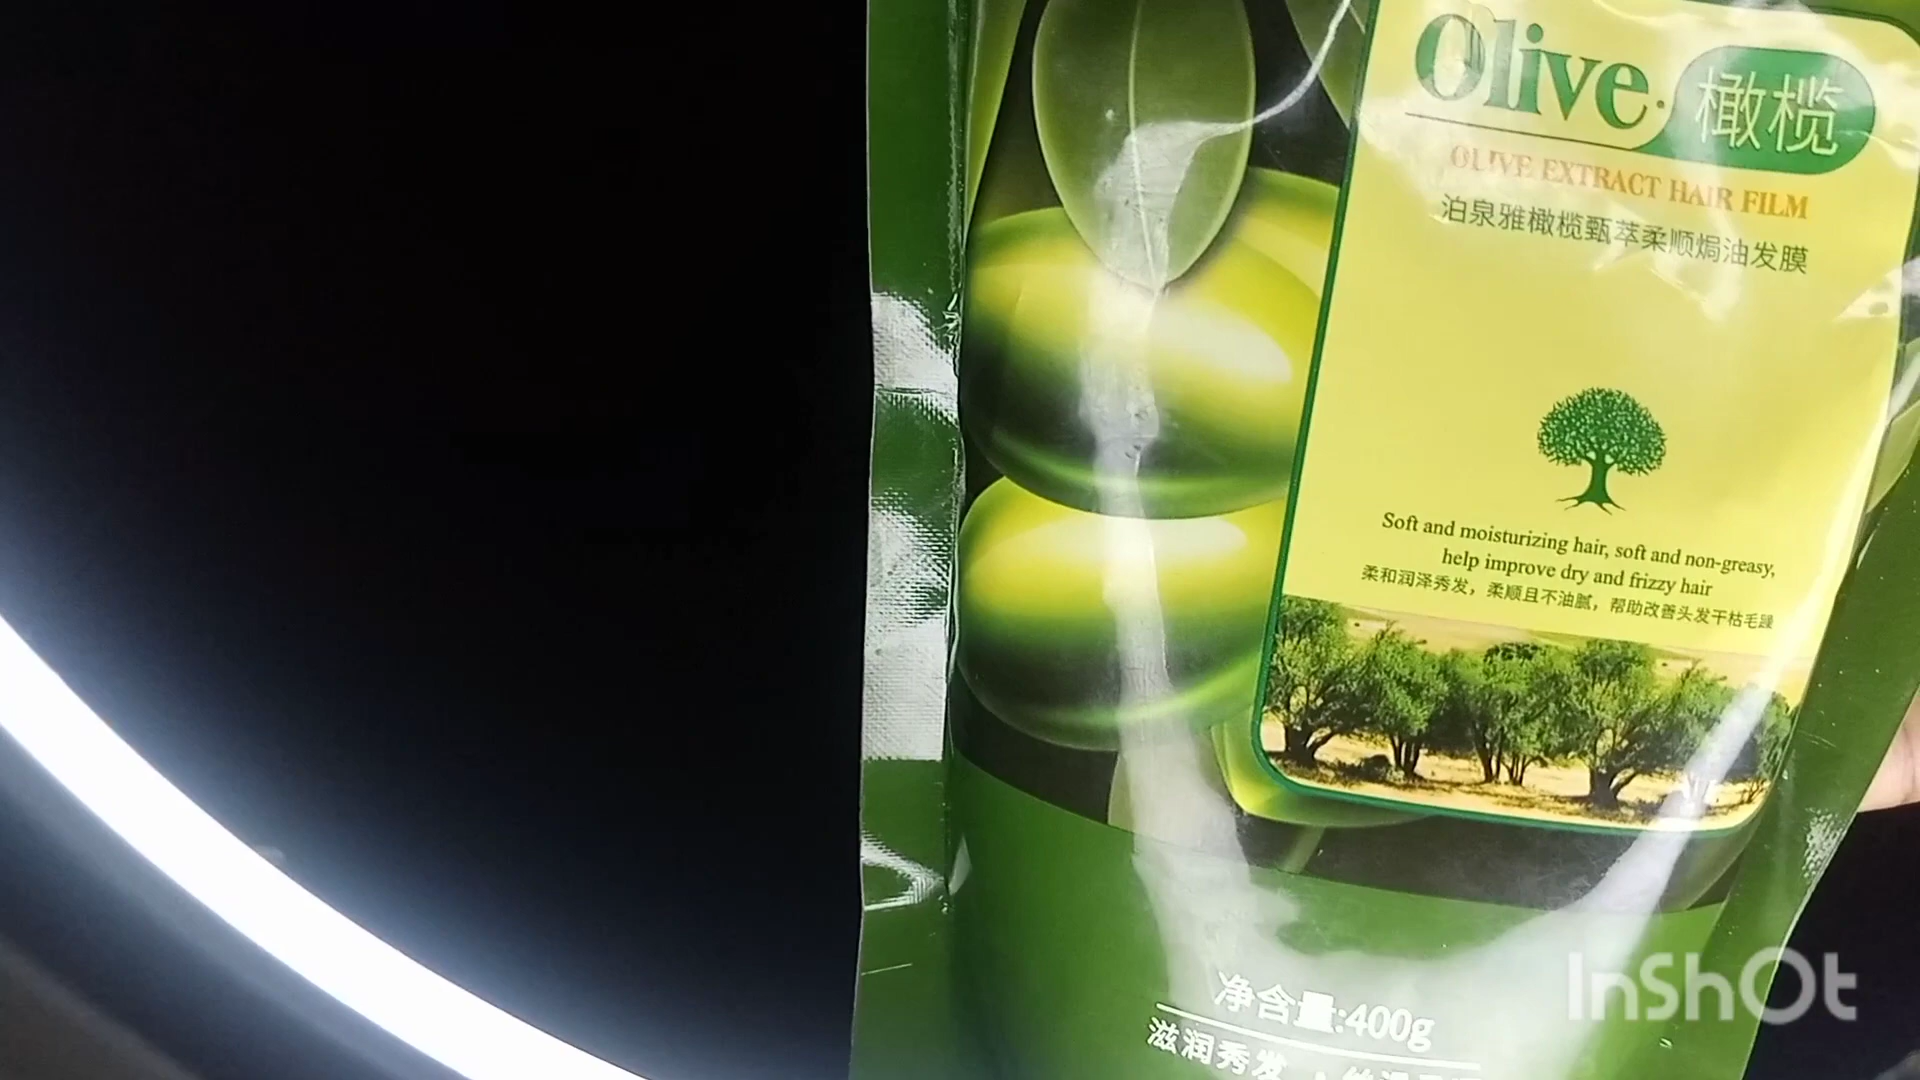 Olive·橄榄
OLIVE EXTRACT HAIR FILM
泊泉雅橄榄甄萃柔顺焗油发膜
Soft and moisturizing hair, soft and non-greasy,
help improve dry and frizzy hair
柔和润泽秀发，柔顺且不油腻，帮助改善头发干枯毛躁
净含量:400g
滋润秀发
InShOt